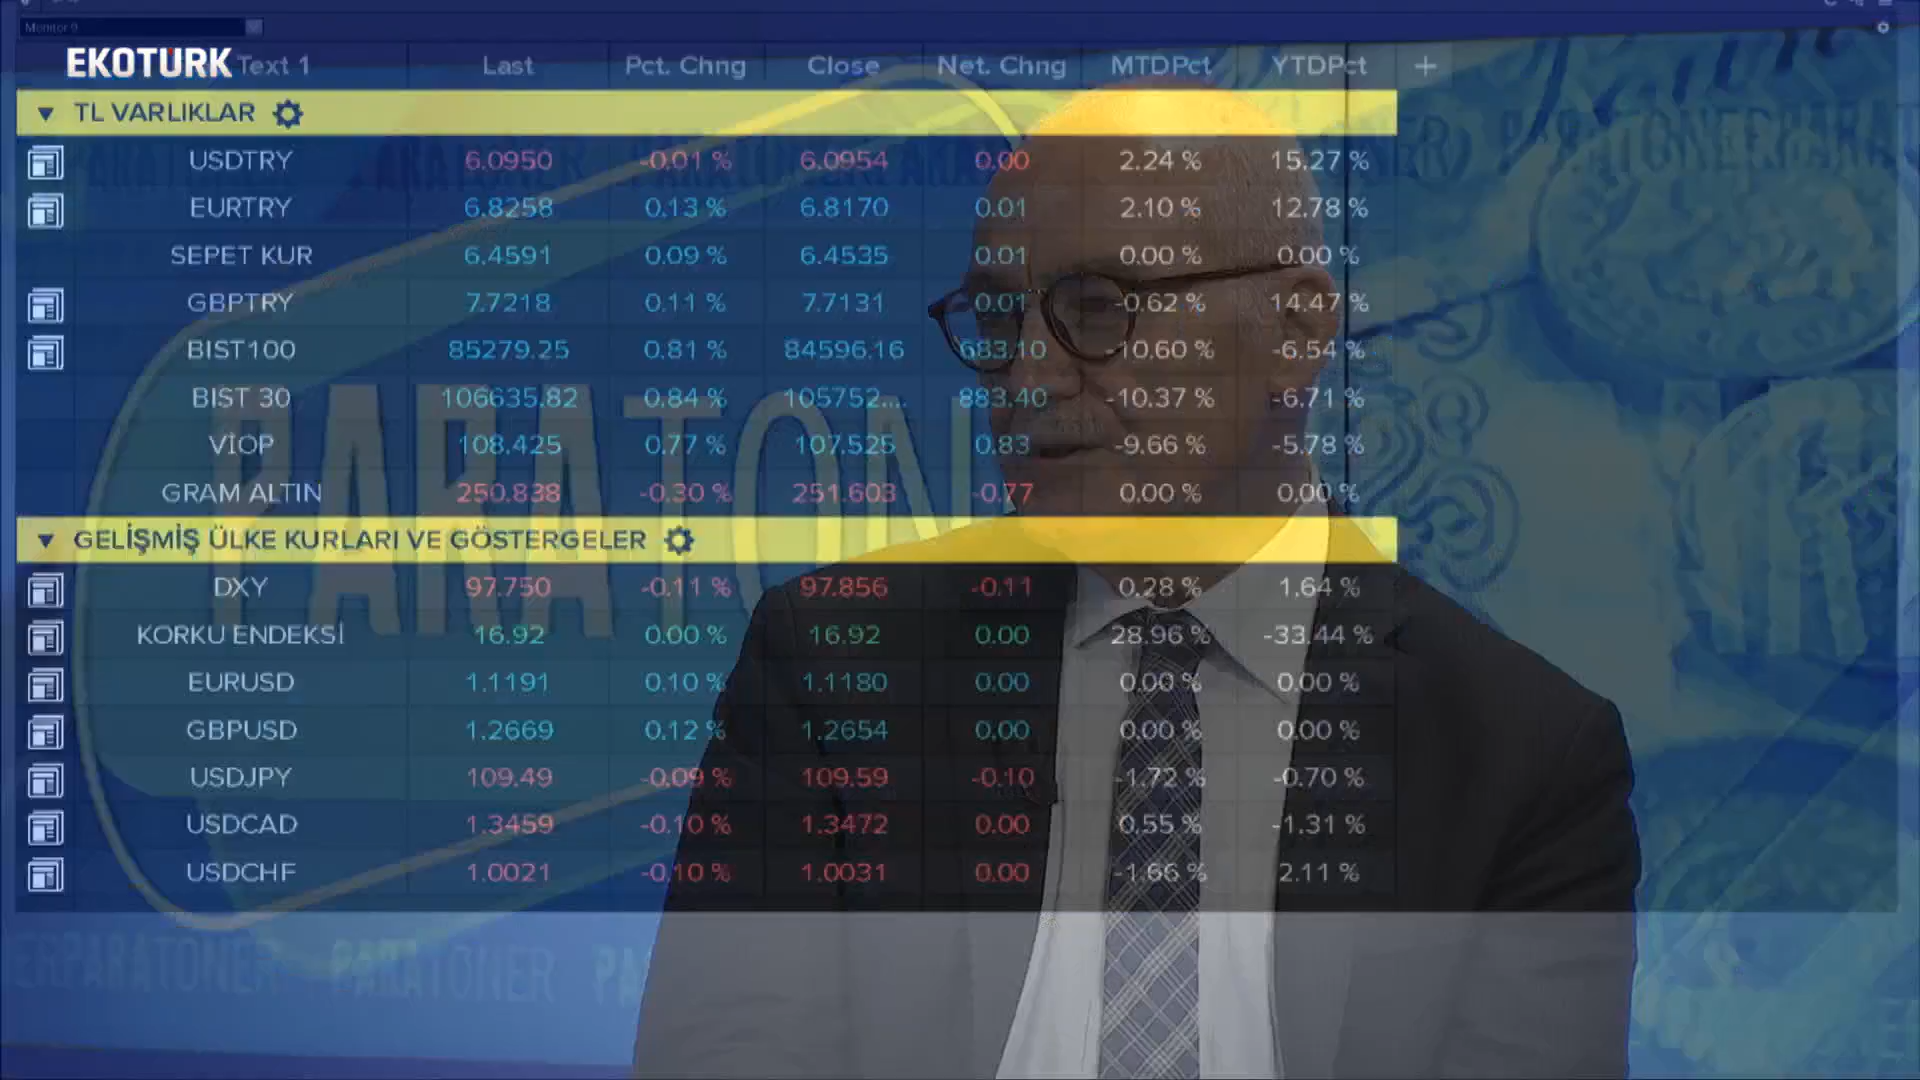 Monitor 9
EKOTÜRK
Text 1 Last Pct. Chng Close Net. Chng MTDPct YTDPct +
TL VARLIKLAR
USDTRY 6.0950 -0.01 % 6.0954 0.00 2.24 % 15.27 %
EURTRY 6.8258 0.13 % 6.8170 0.01 2.10 % 12.78 %
SEPET KUR 6.4591 0.09 % 6.4535 0.01 0.00 % 0.00 %
GBPTRY 7.7218 0.11 % 7.7131 0.01 -0.62 % 14.47 %
BIST100 85279.25 0.81 % 84596.16 683.10 -10.60 % -6.54 %
BIST 30 106635.82 0.84 % 105752.... 883.40 -10.37 % -6.71 %
VİOP 108.425 0.77 % 107.525 0.83 -9.66 % -5.78 %
GRAM ALTIN 250.838 -0.30 % 251.603 -0.77 0.00 % 0.00 %
GELİŞMİŞ ÜLKE KURLARI VE GÖSTERGELER
DXY 97.750 -0.11 % 97.856 -0.11 0.28 % 1.64 %
KORKU ENDEKSİ 16.92 0.00 % 16.92 0.00 28.96 % -33.44 %
EURUSD 1.1191 0.10 % 1.1180 0.00 0.00 % 0.00 %
GBPUSD 1.2669 0.12 % 1.2654 0.00 0.00 % 0.00 %
USDJPY 109.49 -0.09 % 109.59 -0.10 -1.72 % -0.70 %
USDCAD 1.3459 -0.10 % 1.3472 0.00 0.55 % -1.31 %
USDCHF 1.0021 -0.10 % 1.0031 0.00 -1.66 % 2.11 %
PARATON
ERPARATONER PARATONER PA